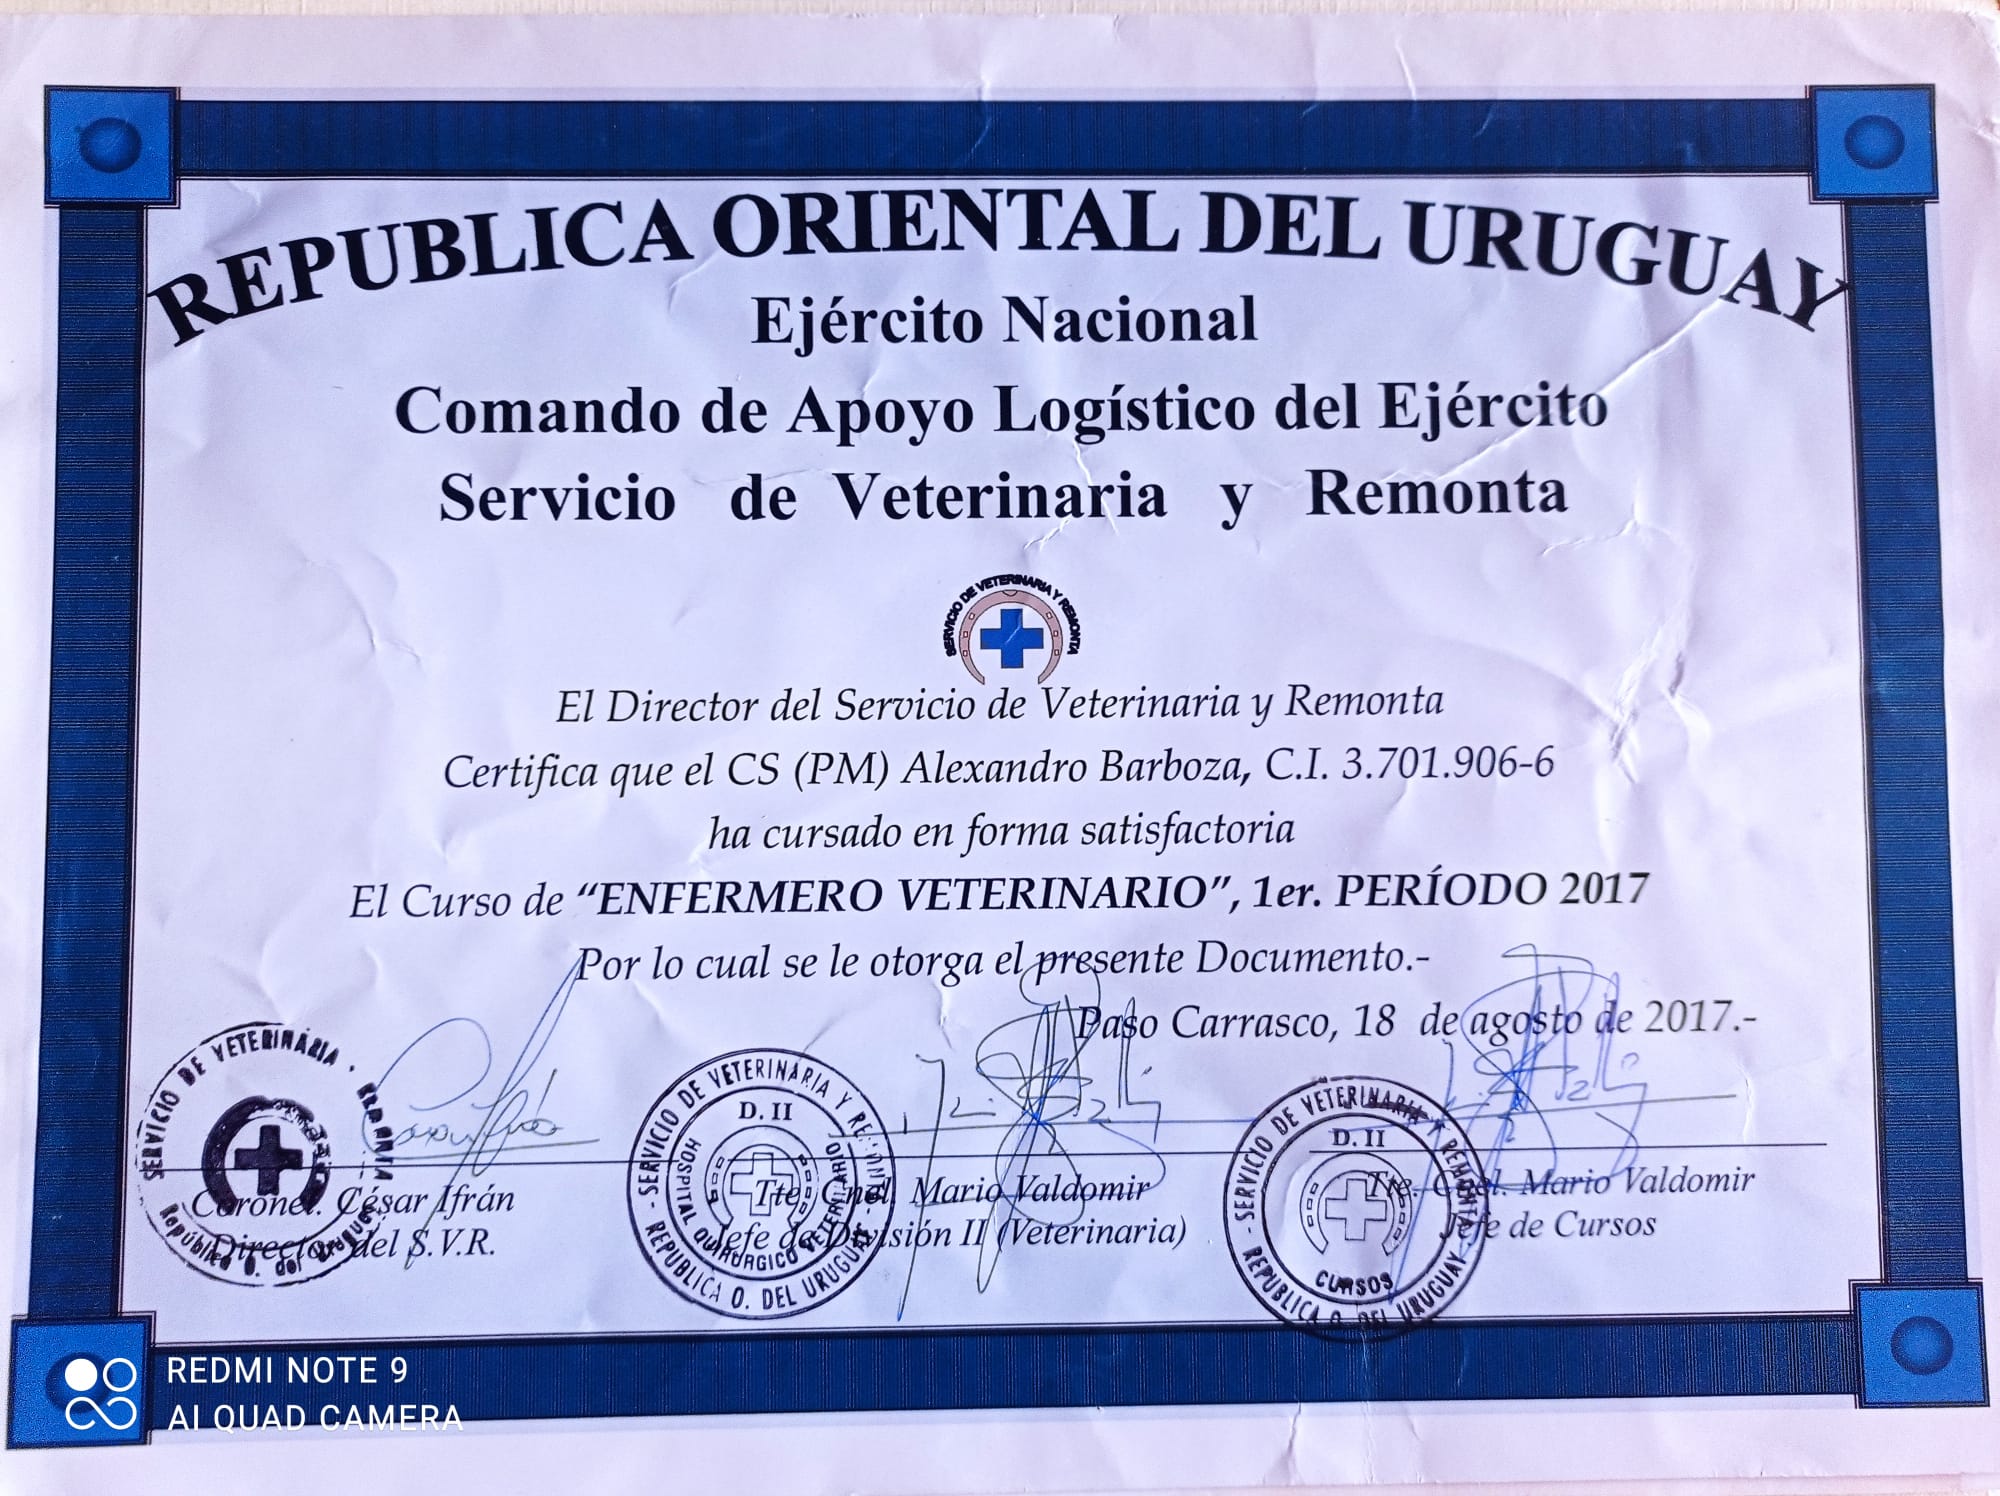 REPUBLICA ORIENTAL DEL URUGUAY
Ejército Nacional
Comando de Apoyo Logístico del Ejército
Servicio de Veterinaria y Remonta
SERVICIO DE VETERINARIA Y REMONTA
El Director del Servicio de Veterinaria y Remonta
Certifica que el CS (PM) Alexandro Barboza, C.I. 3.701.906-6
ha cursado en forma satisfactoria
El Curso de “ENFERMERO VETERINARIO”, 1er. PERÍODO 2017
Por lo cual se le otorga el presente Documento.-
Paso Carrasco, 18 de agosto de 2017.-
SERVICIO DE VETERINARIA · REMONTA
República O. del Uruguay
Coronel. César Ifrán
Director del S.V.R.
- SERVICIO DE VETERINARIA Y REMONTA -
D. II
HOSPITAL QUIRURGICO VETERINARIO
REPUBLICA O. DEL URUGUAY
Tte. Cnel. Mario Valdomir
Jefe de División II (Veterinaria)
- SERVICIO DE VETERINARIA Y REMONTA -
D. II
CURSOS
REPUBLICA O. DEL URUGUAY
Tte. Cnel. Mario Valdomir
Jefe de Cursos
REDMI NOTE 9
AI QUAD CAMERA